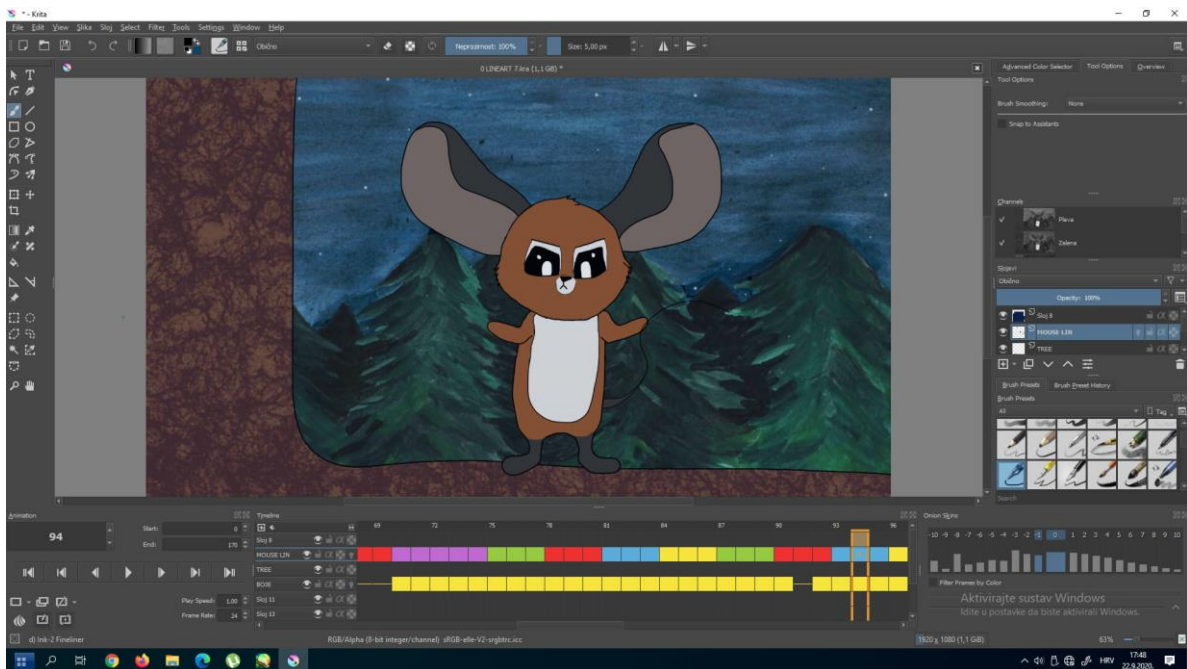 * - Krita
File Edit View Slika Sloj Select Filter Tools Settings Window Help
Obično Neprozirnost: 100% Size: 5,00 px
0 LINEART 7.kra (1,1 GiB) *
Advanced Color Selector Tool Options Overview
Tool Options
Brush Smoothing: None
Snap to Assistants
Channels
Plava
Zelena
Slojevi
Obično
Opacity: 100%
Sloj 8
MOUSE LIN
TREE
Brush Presets Brush Preset History
Brush Presets
All Tag
Search
Animation
94
Start: 0
End: 170
Play Speed: 1,00
Frame Rate: 24
Timeline
69 72 75 78 81 84 87 90 93 96
Sloj 8
MOUSE LIN
TREE
BOJE
Sloj 11
Sloj 13
Onion Skins
-10 -9 -8 -7 -6 -5 -4 -3 -2 -1 0 1 2 3 4 5 6 7 8 9 10
Filter Frames by Color
Aktivirajte sustav Windows
Idite u postavke da biste aktivirali Windows.
d) Ink-2 Fineliner
RGB/Alpha (8-bit integer/channel) sRGB-elle-V2-srgbtrc.icc
1920 x 1080 (1,1 GiB)
63%
HRV
17:48
22.9.2020.